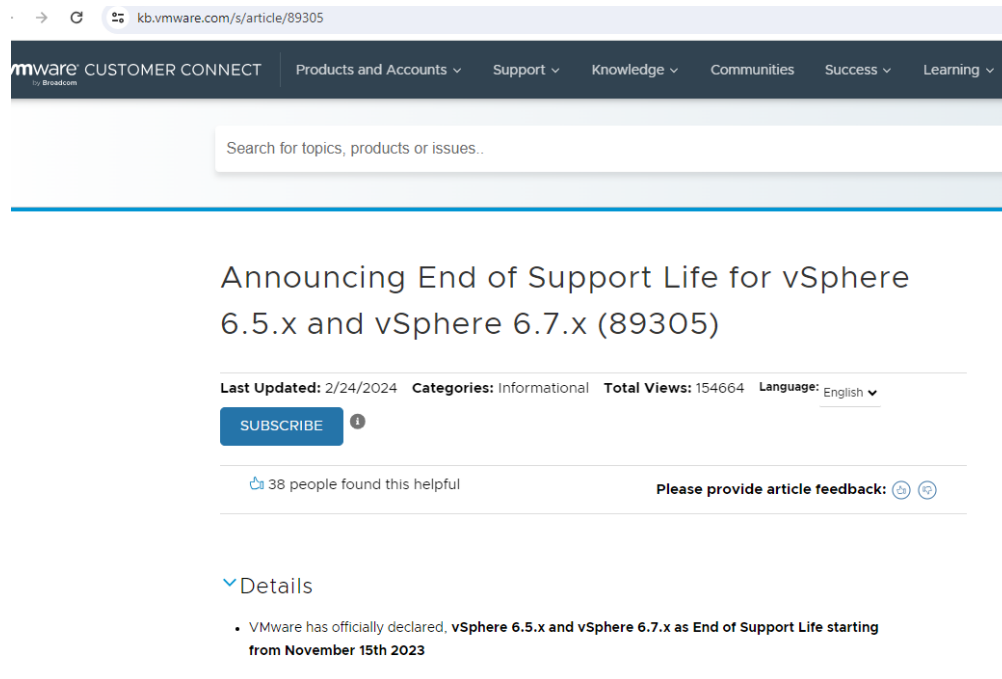 kb.vmware.com/s/article/89305
vmware CUSTOMER CONNECT Products and Accounts Support Knowledge Communities Success Learning
by Broadcom
Search for topics, products or issues..
Announcing End of Support Life for vSphere
6.5.x and vSphere 6.7.x (89305)
Last Updated: 2/24/2024 Categories: Informational Total Views: 154664 Language: English
SUBSCRIBE
38 people found this helpful Please provide article feedback:
Details
• VMware has officially declared, vSphere 6.5.x and vSphere 6.7.x as End of Support Life starting
from November 15th 2023